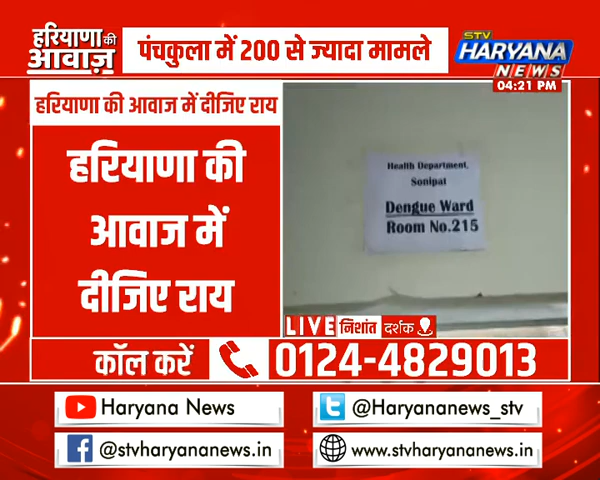 हरियाणा की
आवाज़
पंचकुला में 200 से ज्यादा मामले
STV
HARYANA
NEWS
04:21 PM
हरियाणा की आवाज में दीजिए राय
हरियाणा की
आवाज में
दीजिए राय
Health Department,
Sonipat
Dengue Ward
Room No.215
LIVE निशांत दर्शक
कॉल करें 0124-4829013
Haryana News
@Haryananews_stv
@stvharyananews.in
www.stvharyananews.in